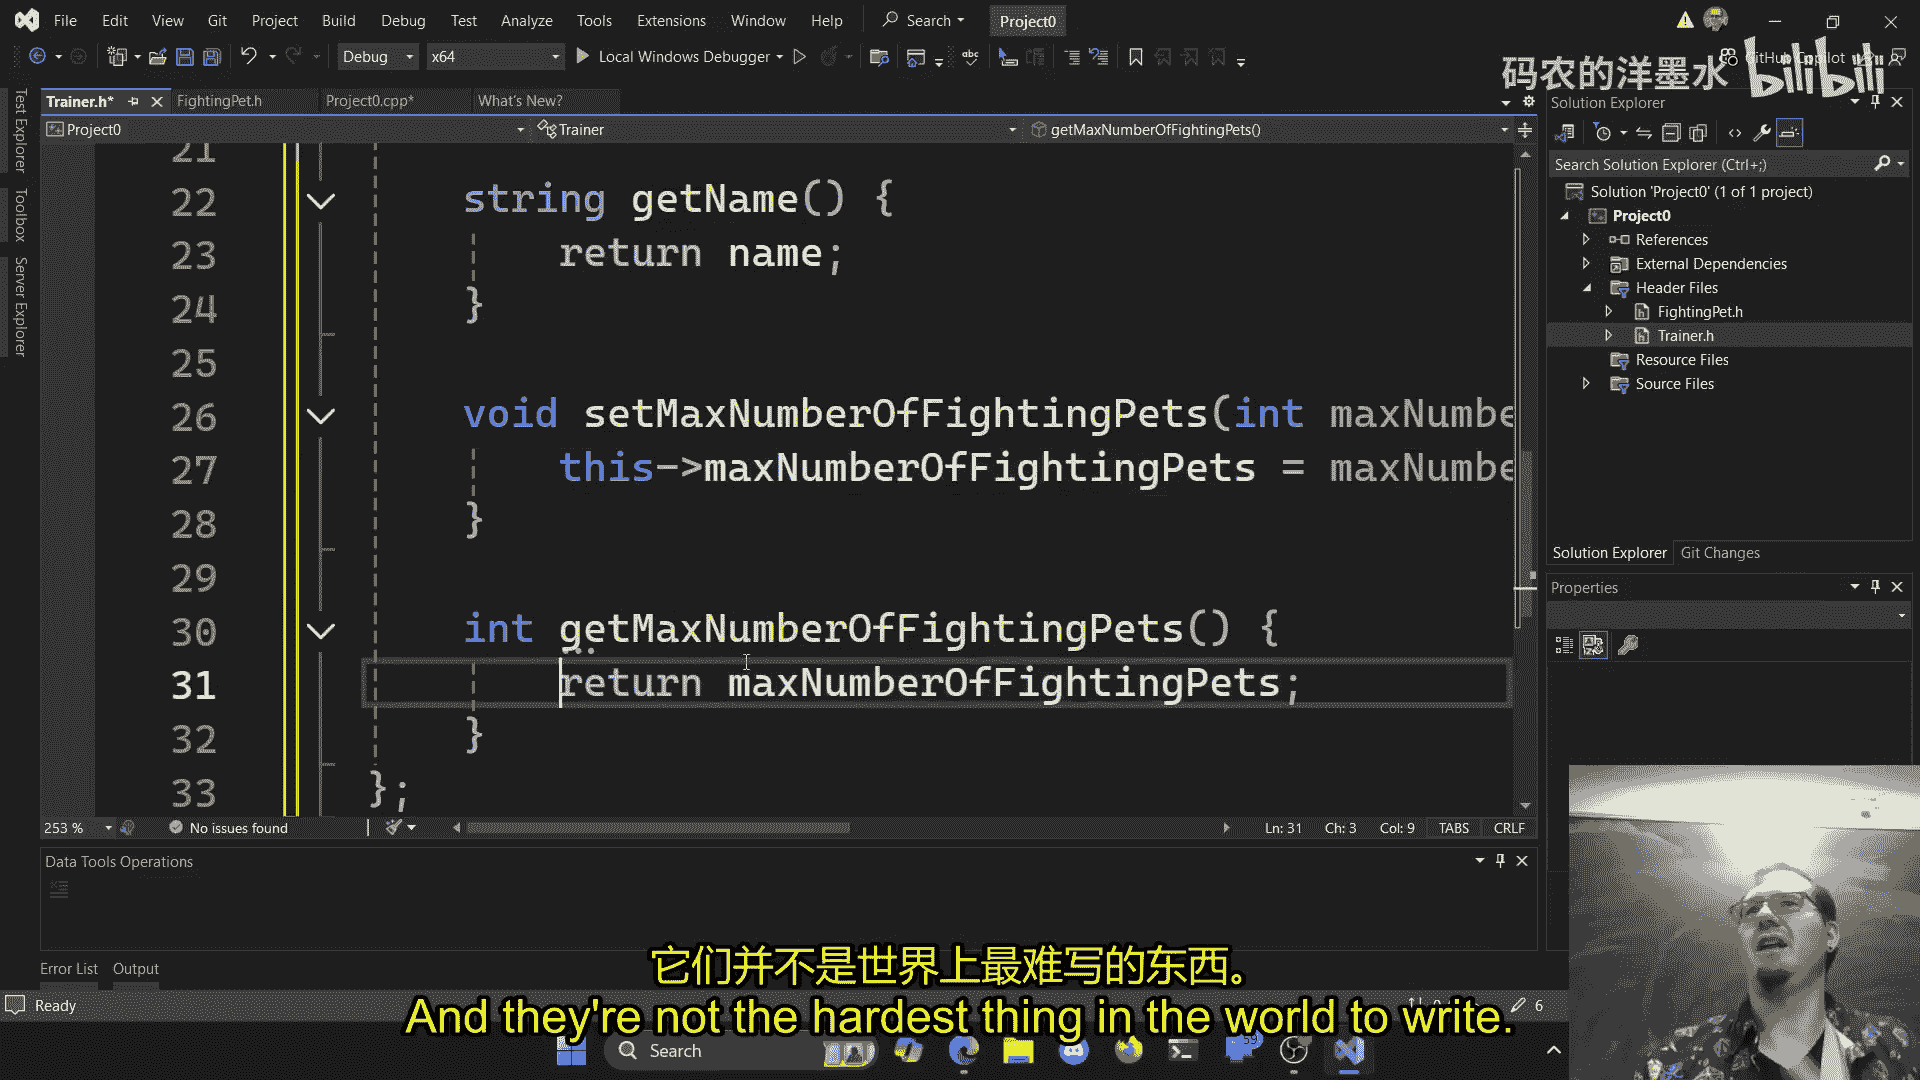 File Edit View Git Project Build Debug Test Analyze Tools Extensions Window Help Search Project0
Debug x64 Local Windows Debugger GitHub Copilot
码农的洋墨水 bilibili
Trainer.h* FightingPet.h Project0.cpp* What's New?
Project0 Trainer getMaxNumberOfFightingPets()
Test Explorer
Toolbox
Server Explorer
21
22 string getName() {
23 return name;
24 }
25
26 void setMaxNumberOfFightingPets(int maxNumbe
27 this->maxNumberOfFightingPets = maxNumbe
28 }
29
30 int getMaxNumberOfFightingPets() {
31 return maxNumberOfFightingPets;
32 }
33 };
253 % No issues found Ln: 31 Ch: 3 Col: 9 TABS CRLF
Solution Explorer
Search Solution Explorer (Ctrl+;)
Solution 'Project0' (1 of 1 project)
Project0
References
External Dependencies
Header Files
FightingPet.h
Trainer.h
Resource Files
Source Files
Solution Explorer Git Changes
Properties
Data Tools Operations
Error List Output
Ready
6
它们并不是世界上最难写的东西。
And they're not the hardest thing in the world to write.
Search